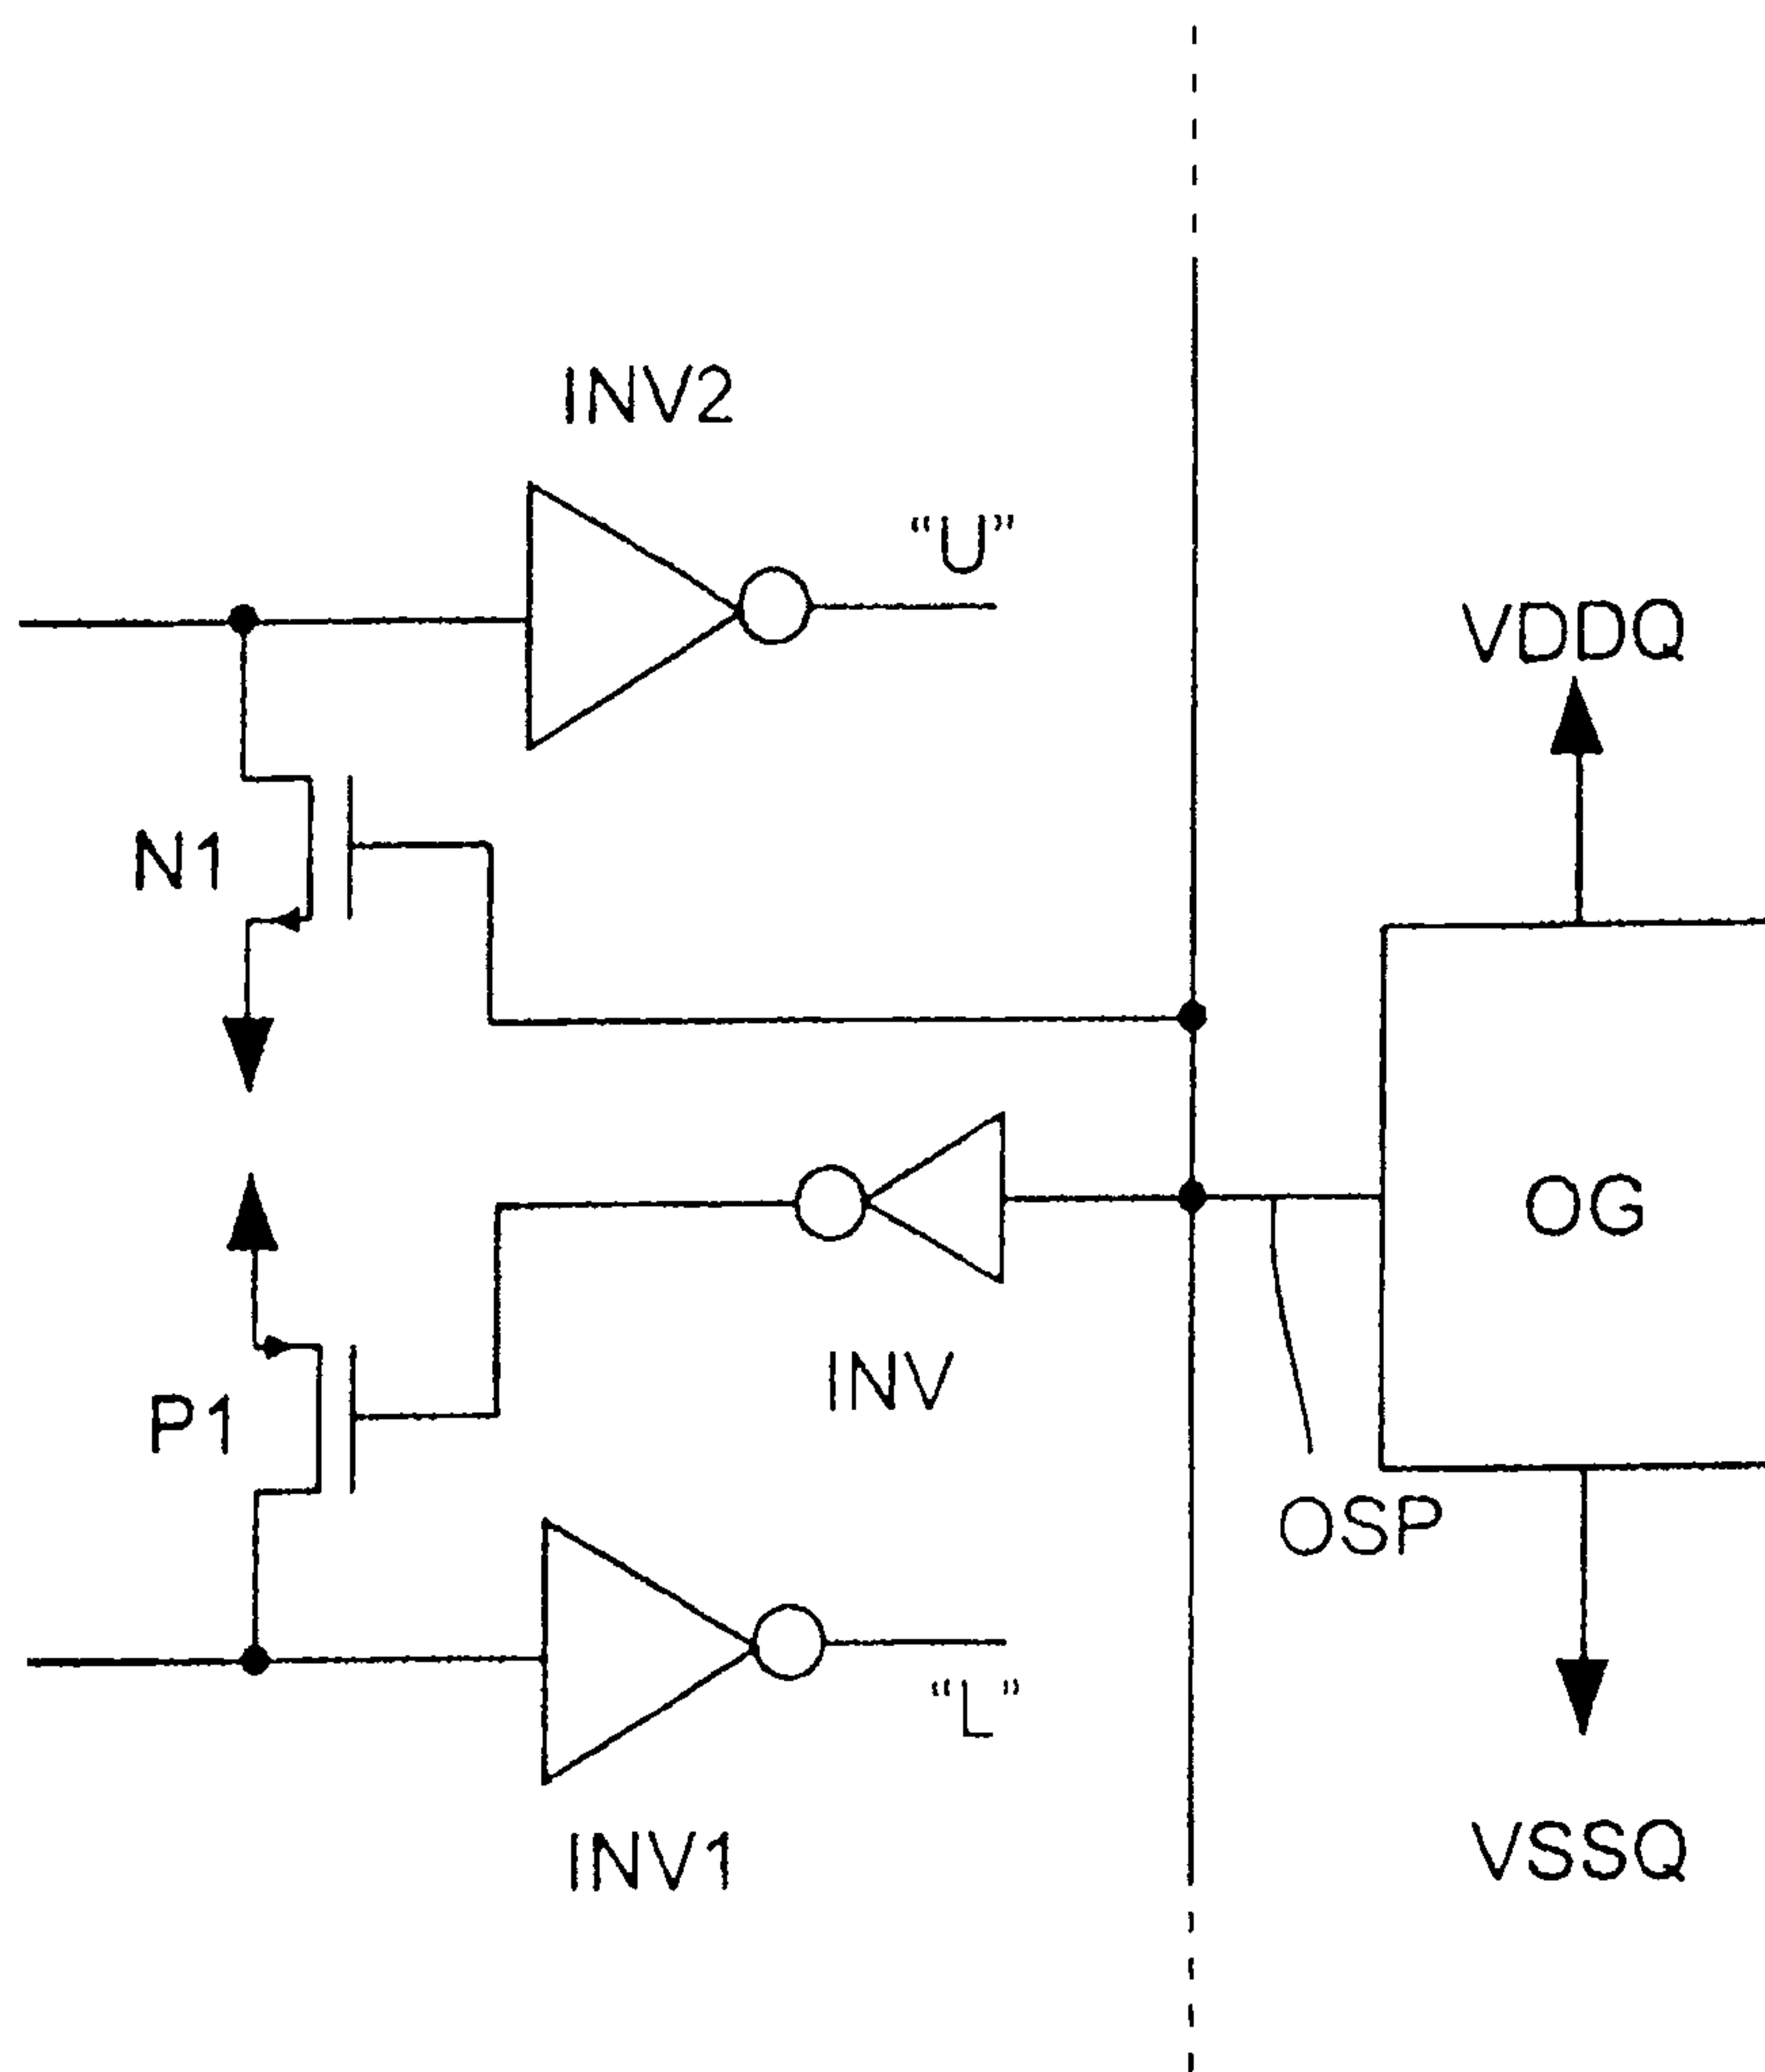 INV2
“U”
VDDQ
N1
OG
INV
P1
OSP
“L”
INV1
VSSQ